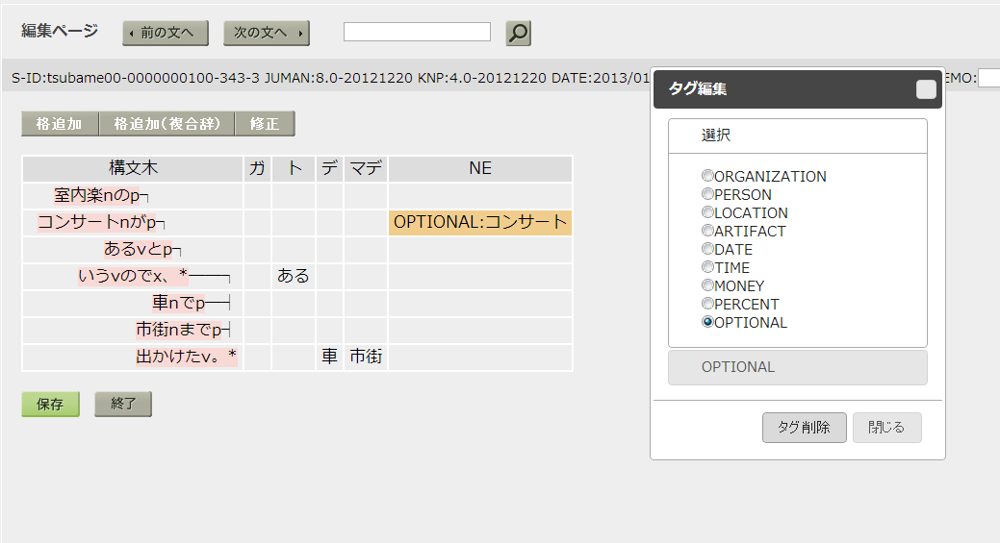 編集ページ 前の文へ 次の文へ
S-ID:tsubame00-0000000100-343-3 JUMAN:8.0-20121220 KNP:4.0-20121220 DATE:2013/01 EMO:
格追加 格追加(複合辞) 修正
構文木 ガ ト デ マデ NE
室内楽nのp┐
コンサートnがp┐ OPTIONAL:コンサート
あるvとp┐
いうvのでx、*――┐ ある
車nでp─┤
市街nまでp┤
出かけたv。* 車 市街
保存 終了
タグ編集
選択
ORGANIZATION
PERSON
LOCATION
ARTIFACT
DATE
TIME
MONEY
PERCENT
OPTIONAL
OPTIONAL
タグ削除 閉じる